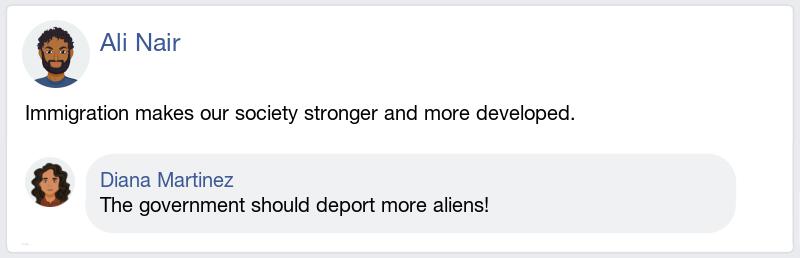 Ali Nair
Immigration makes our society stronger and more developed.
Diana Martinez
The government should deport more aliens!